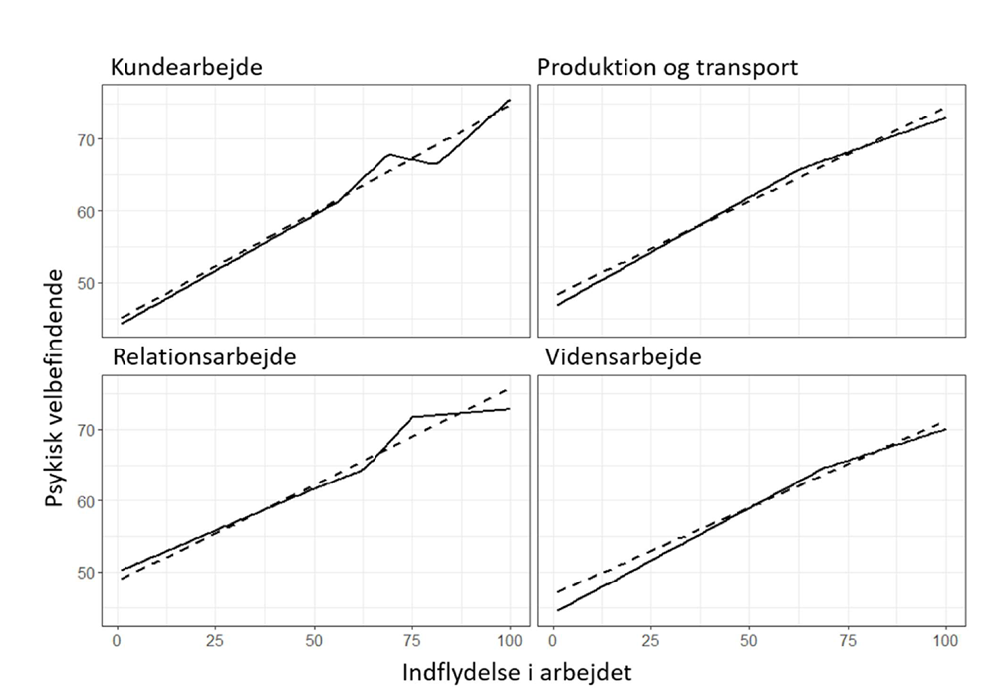 Kundearbejde
Produktion og transport
70
60
50
Relationsarbejde
Vidensarbejde
70
60
50
Psykisk velbefindende
0 25 50 75 100
0 25 50 75 100
Indflydelse i arbejdet